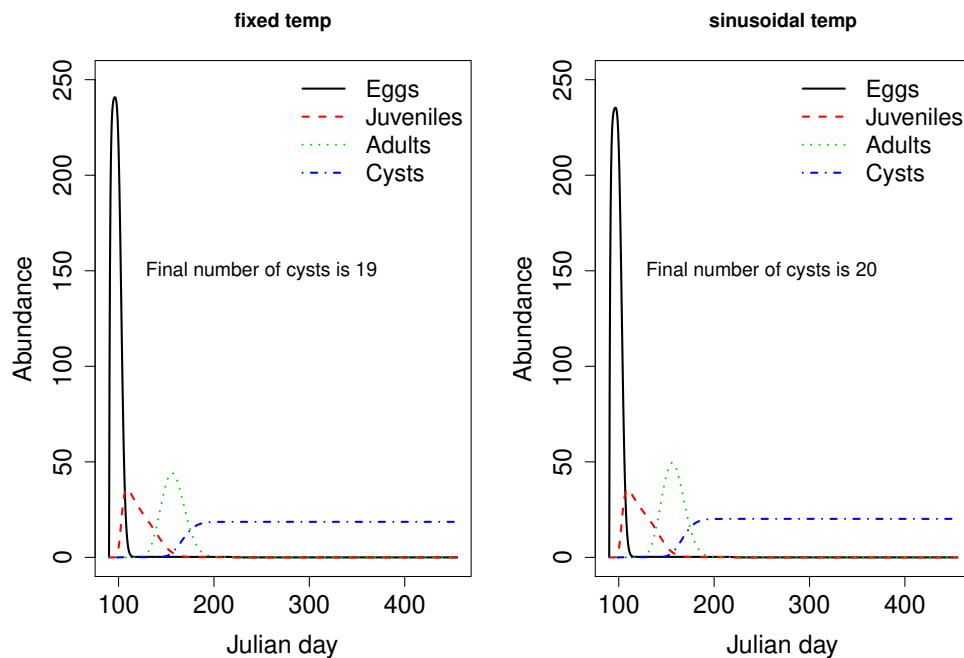 fixed temp
Abundance
250
200
150
100
50
0
Eggs
Juveniles
Adults
Cysts
Final number of cysts is 19
100 200 300 400
Julian day
sinusoidal temp
Abundance
250
200
150
100
50
0
Eggs
Juveniles
Adults
Cysts
Final number of cysts is 20
100 200 300 400
Julian day